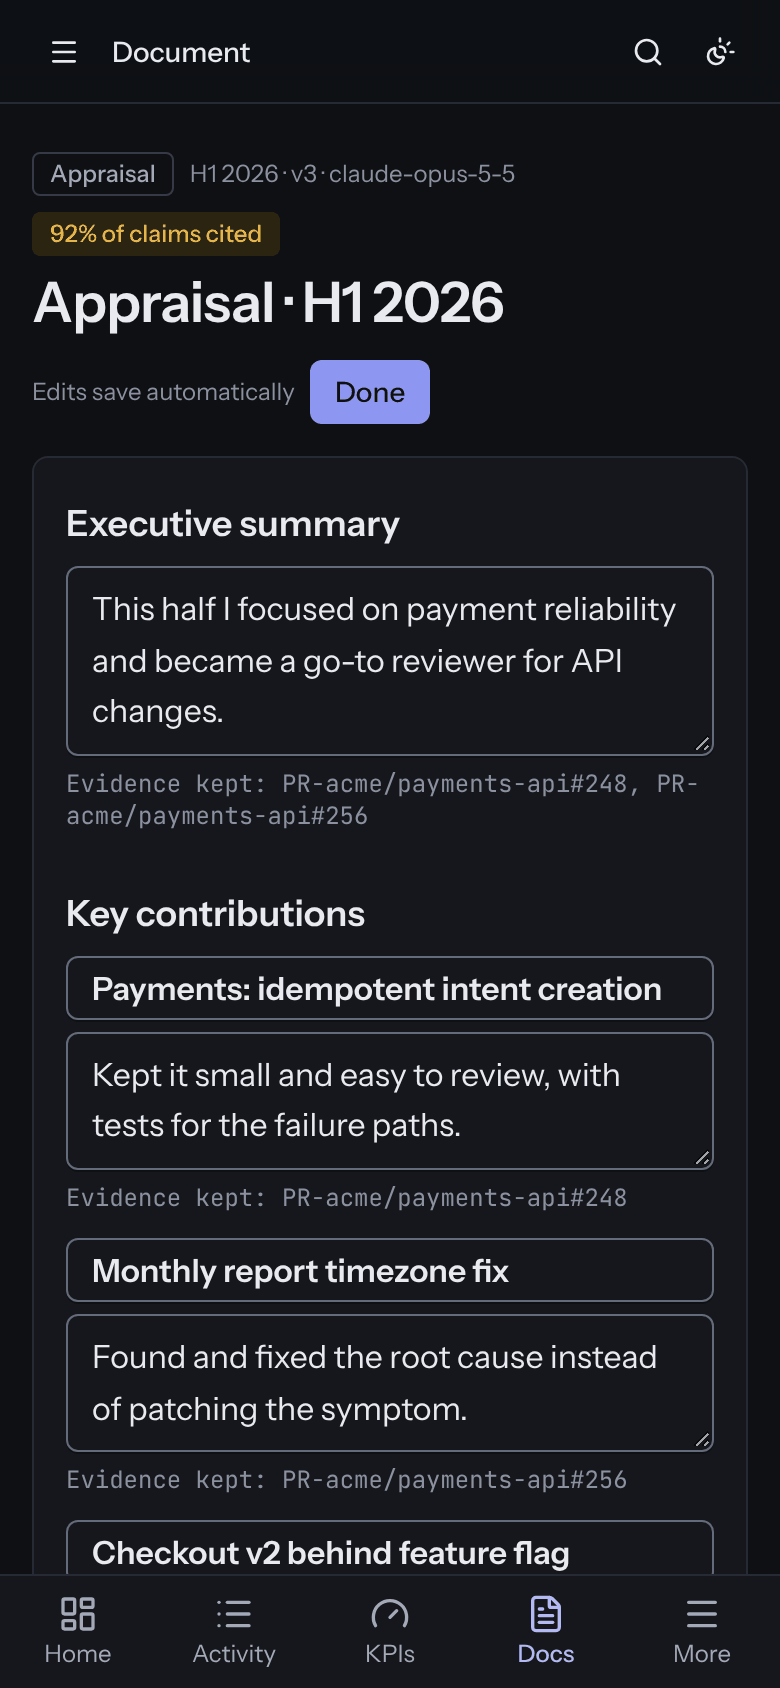 Document
Appraisal
H1 2026 · v3 · claude-opus-5-5
92% of claims cited
Appraisal · H1 2026
Edits save automatically
Done
Executive summary
This half I focused on payment reliability
and became a go-to reviewer for API
changes.
Evidence kept: PR-acme/payments-api#248, PR-
acme/payments-api#256
Key contributions
Payments: idempotent intent creation
Kept it small and easy to review, with
tests for the failure paths.
Evidence kept: PR-acme/payments-api#248
Monthly report timezone fix
Found and fixed the root cause instead
of patching the symptom.
Evidence kept: PR-acme/payments-api#256
Checkout v2 behind feature flag
Home
Activity
KPIs
Docs
More